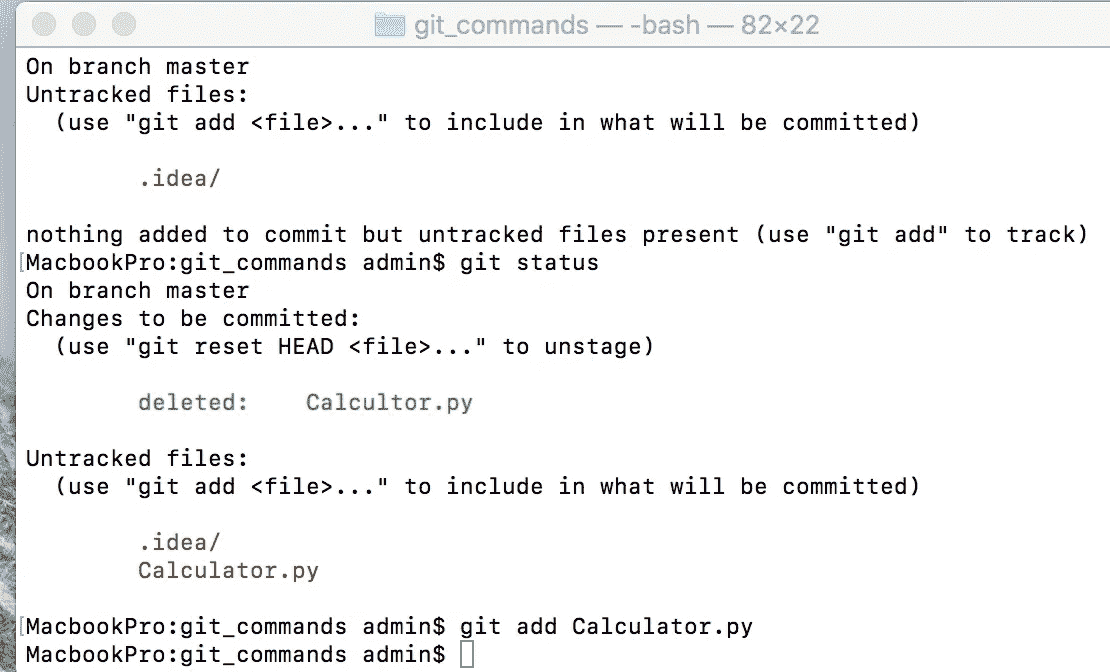 git_commands — -bash — 82×22
On branch master
Untracked files:
  (use "git add <file>..." to include in what will be committed)
        .idea/
nothing added to commit but untracked files present (use "git add" to track)
[MacbookPro:git_commands admin$ git status
On branch master
Changes to be committed:
  (use "git reset HEAD <file>..." to unstage)
        deleted:    Calcultor.py
Untracked files:
  (use "git add <file>..." to include in what will be committed)
        .idea/
        Calculator.py
[MacbookPro:git_commands admin$ git add Calculator.py
MacbookPro:git_commands admin$